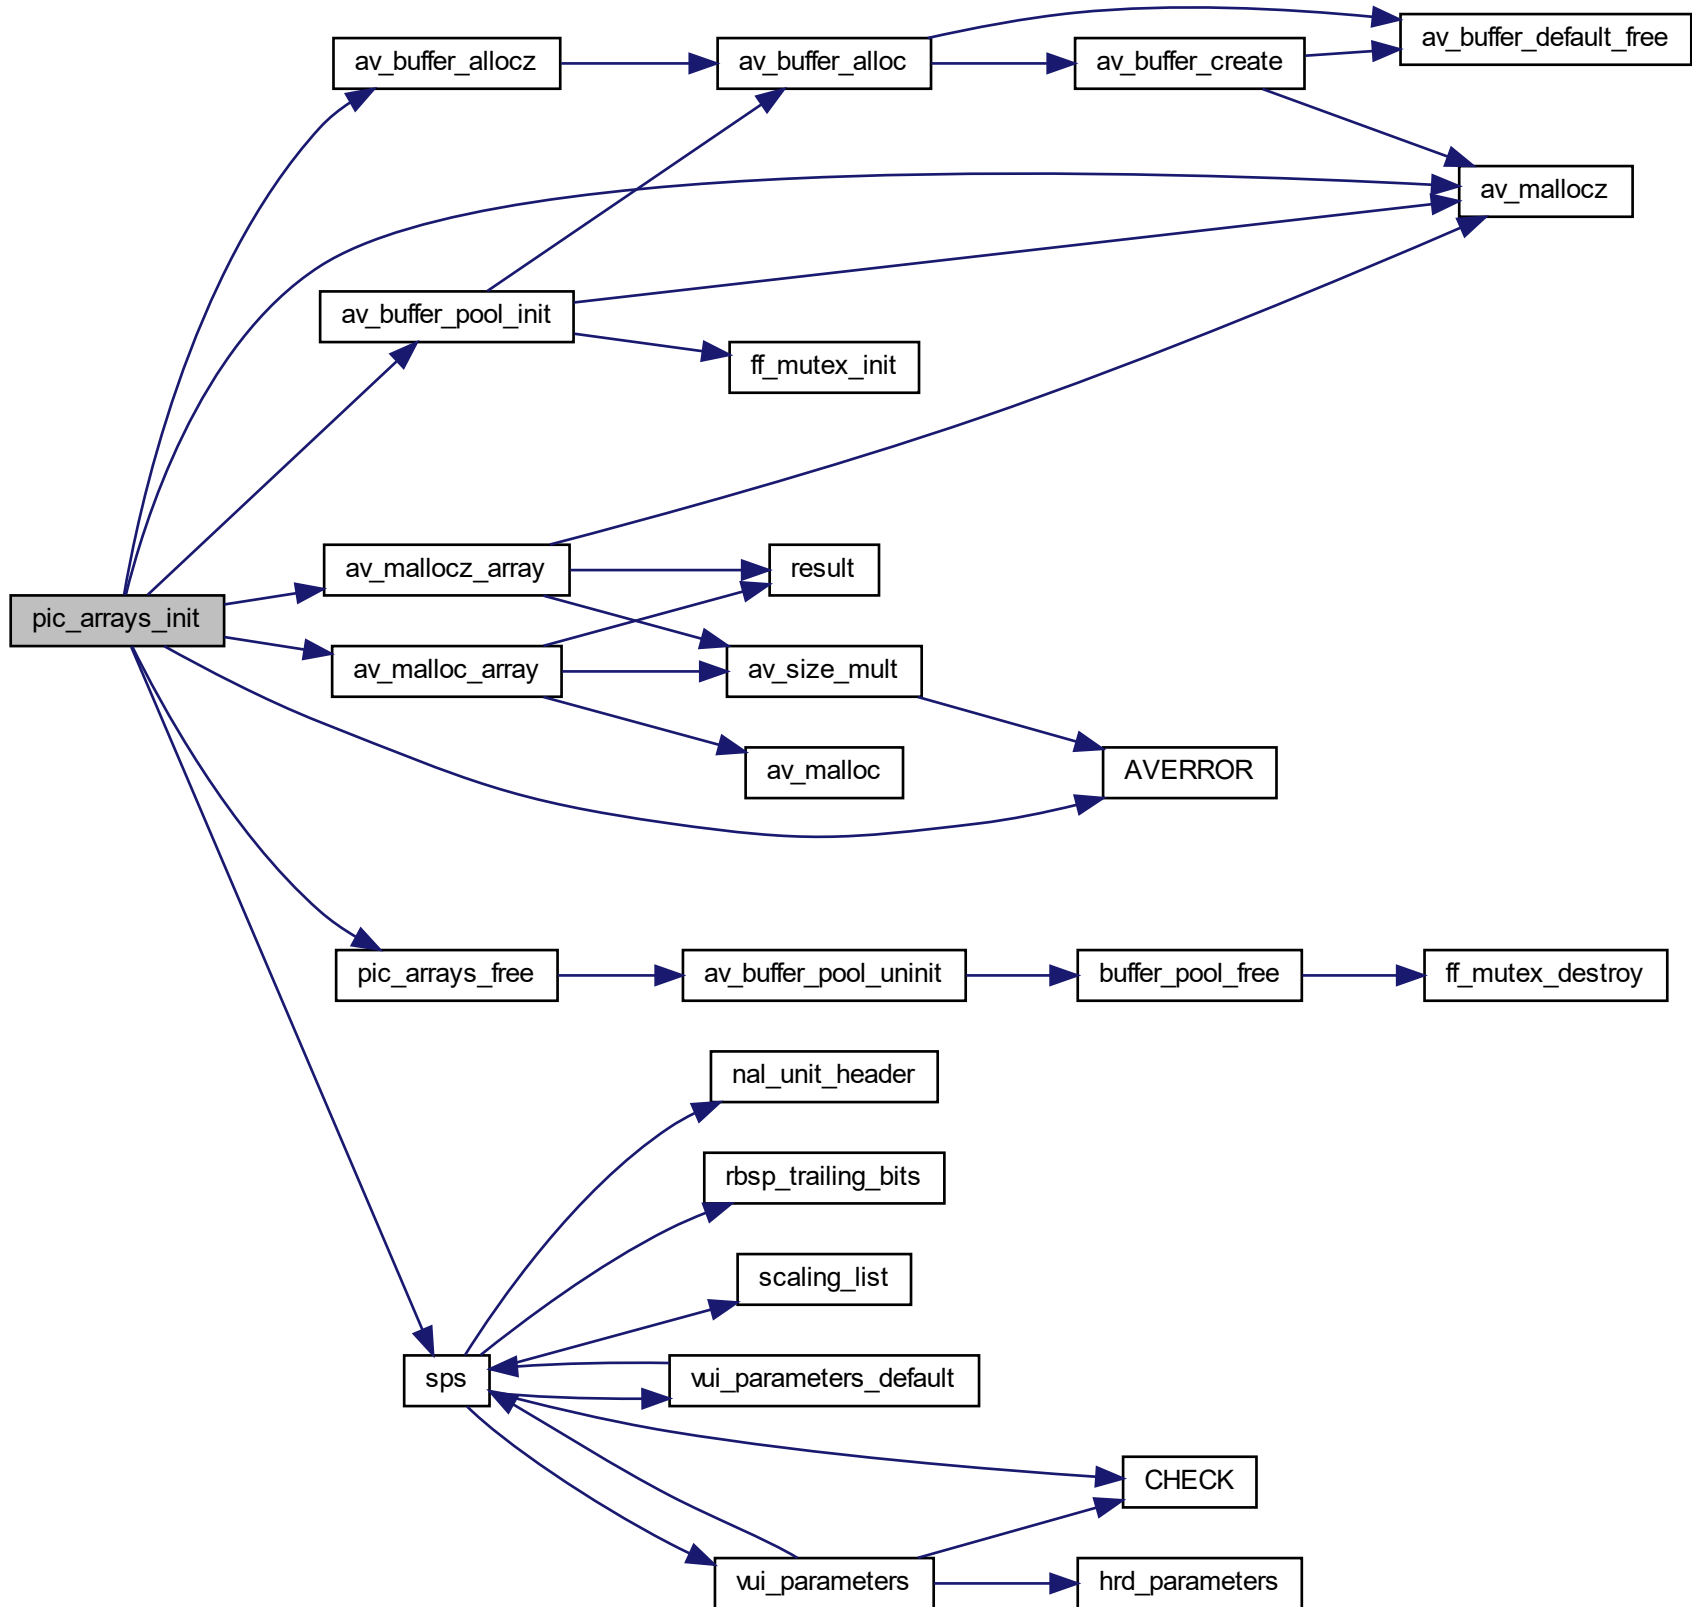 av_buffer_allocz
av_buffer_alloc
av_buffer_create
av_buffer_default_free
av_mallocz
av_buffer_pool_init
ff_mutex_init
av_mallocz_array
result
pic_arrays_init
av_malloc_array
av_size_mult
av_malloc
AVERROR
pic_arrays_free
av_buffer_pool_uninit
buffer_pool_free
ff_mutex_destroy
nal_unit_header
rbsp_trailing_bits
scaling_list
sps
vui_parameters_default
CHECK
vui_parameters
hrd_parameters